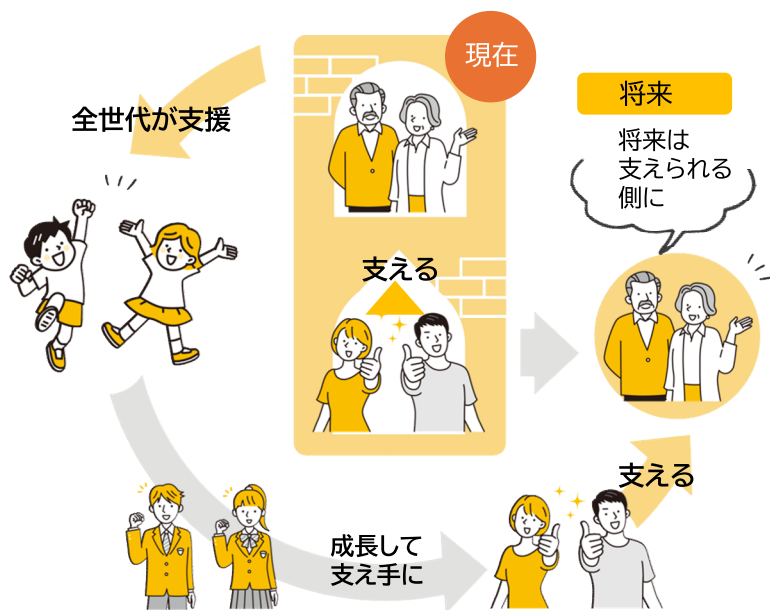 現在
全世代が支援
支える
将来
将来は
支えられる
側に
支える
成長して
支え手に